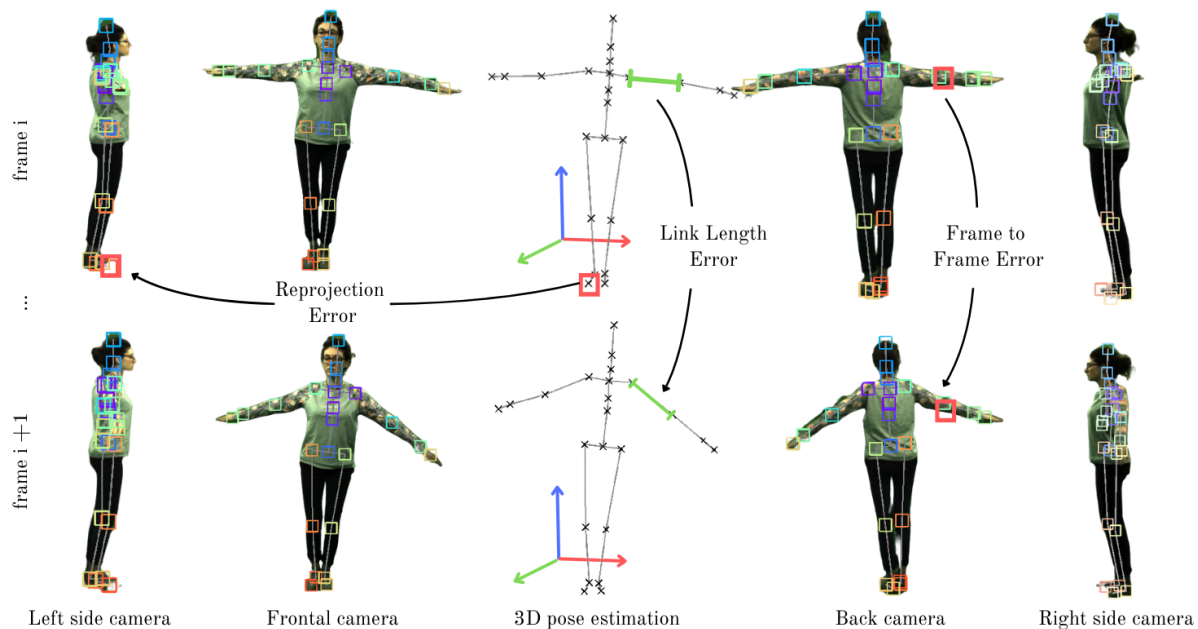 frame i
Link Length
Error
Frame to
Frame Error
Reprojection
Error
...
frame i+1
Left side camera
Frontal camera
3D pose estimation
Back camera
Right side camera